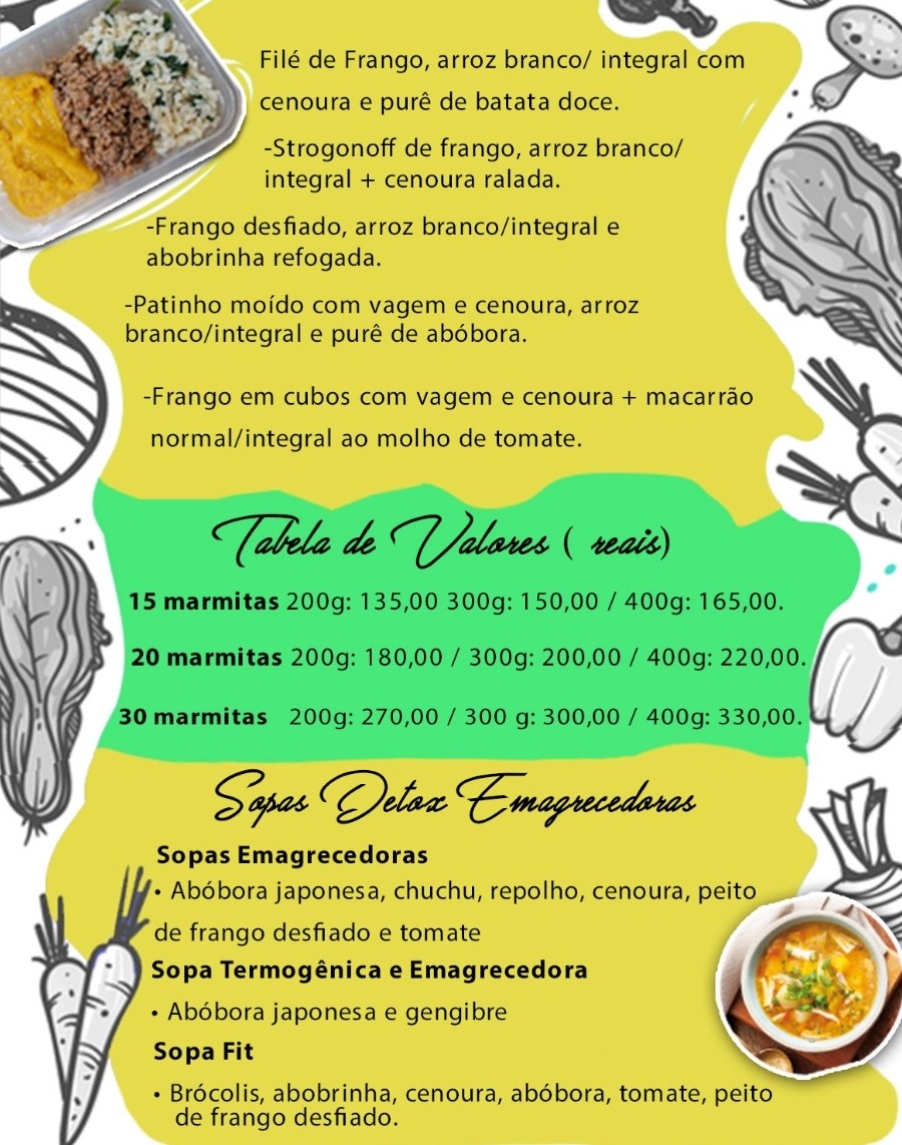 Filé de Frango, arroz branco/ integral com
cenoura e purê de batata doce.
-Strogonoff de frango, arroz branco/
integral + cenoura ralada.
-Frango desfiado, arroz branco/integral e
abobrinha refogada.
-Patinho moído com vagem e cenoura, arroz
branco/integral e purê de abóbora.
-Frango em cubos com vagem e cenoura + macarrão
normal/integral ao molho de tomate.
Tabela de Valores ( reais)
15 marmitas 200g: 135,00 300g: 150,00 / 400g: 165,00.
20 marmitas 200g: 180,00 / 300g: 200,00 / 400g: 220,00.
30 marmitas 200g: 270,00 / 300 g: 300,00 / 400g: 330,00.
Sopas Detox Emagrecedoras
Sopas Emagrecedoras
• Abóbora japonesa, chuchu, repolho, cenoura, peito
de frango desfiado e tomate
Sopa Termogênica e Emagrecedora
• Abóbora japonesa e gengibre
Sopa Fit
• Brócolis, abobrinha, cenoura, abóbora, tomate, peito
de frango desfiado.